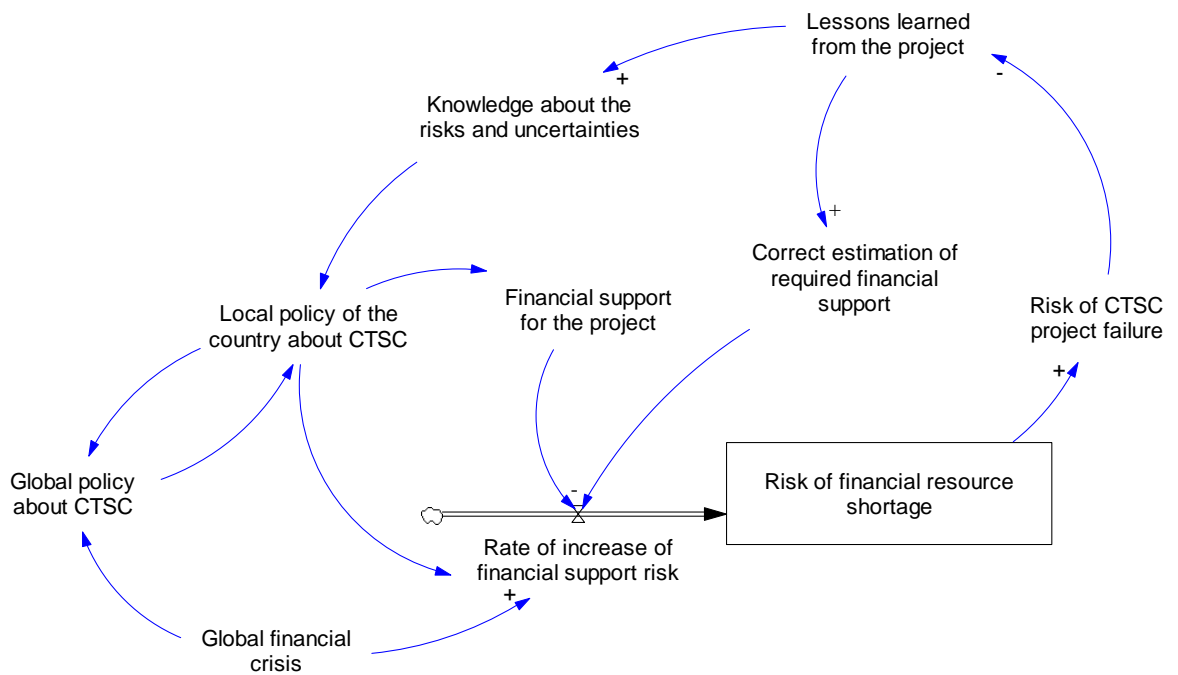 Lessons learned
from the project
+
-
Knowledge about the
risks and uncertainties
+
Correct estimation of
required financial
support
Local policy of the
country about CTSC
Financial support
for the project
Risk of CTSC
project failure
+
Global policy
about CTSC
-
Risk of financial resource
shortage
Rate of increase of
financial support risk
+
Global financial
crisis